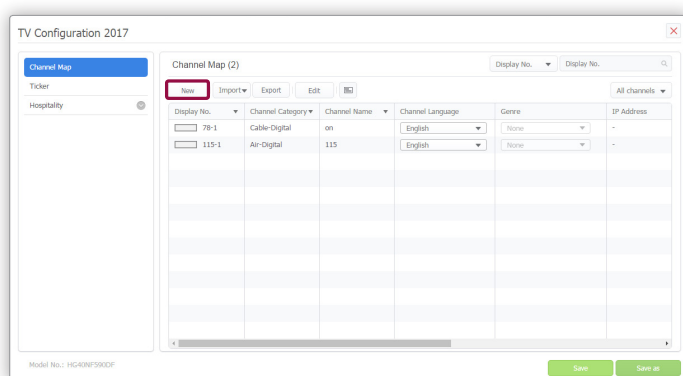 TV Configuration 2017
Channel Map
Ticker
Hospitality
Channel Map (2)
Display No. Display No.
New Import Export Edit All channels
Display No. Channel Category Channel Name Channel Language Genre IP Address
78-1 Cable-Digital on English None -
115-1 Air-Digital 115 English None -
Model No.: HG40NF590DF
Save Save as